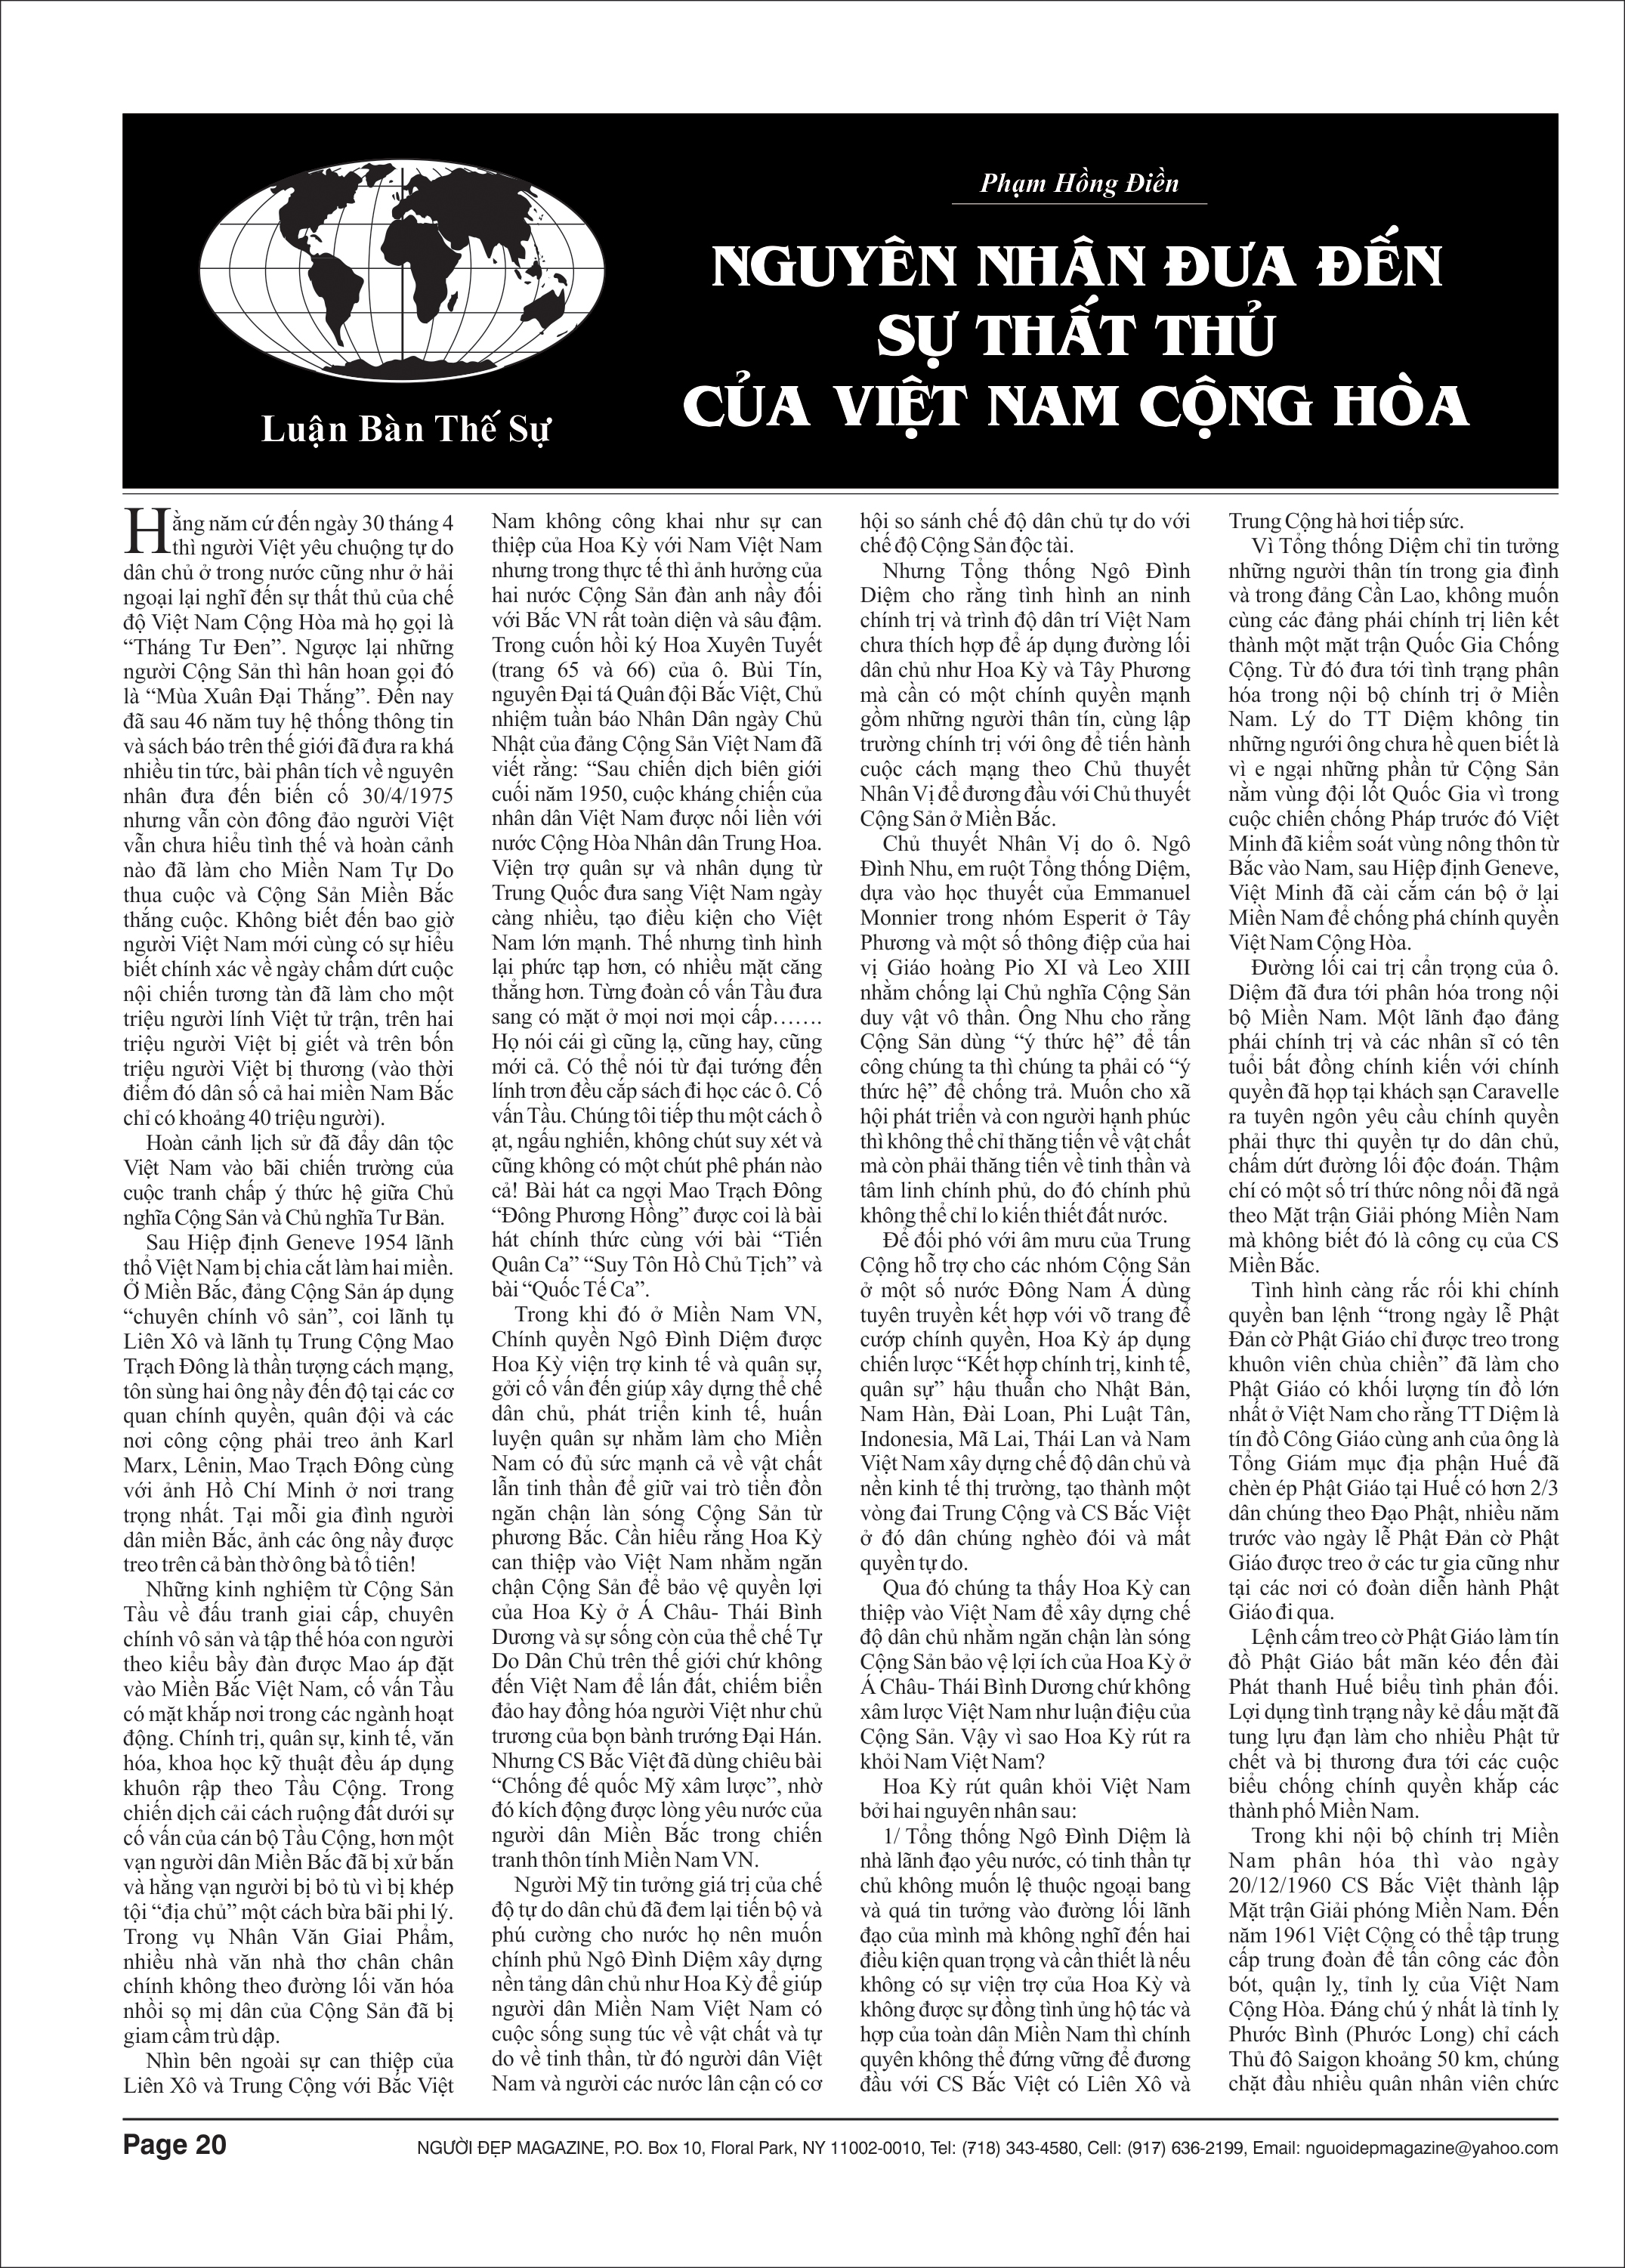 Phạm Hồng Điền
NGUYÊN NHÂN ĐƯA ĐẾN
SỰ THẤT THỦ
CỦA VIỆT NAM CỘNG HÒA
Luận Bàn Thế Sự
Hằng năm cứ đến ngày 30 tháng 4
thì người Việt yêu chuộng tự do
dân chủ ở trong nước cũng như ở hải
ngoại lại nghĩ đến sự thất thủ của chế
độ Việt Nam Cộng Hòa mà họ gọi là
“Tháng Tư Đen”. Ngược lại những
người Cộng Sản thì hân hoan gọi đó
là “Mùa Xuân Đại Thắng”. Đến nay
đã sau 46 năm tuy hệ thống thông tin
và sách báo trên thế giới đã đưa ra khá
nhiều tin tức, bài phân tích về nguyên
nhân đưa đến biến cố 30/4/1975
nhưng vẫn còn đông đảo người Việt
vẫn chưa hiểu tình thế và hoàn cảnh
nào đã làm cho Miền Nam Tự Do
thua cuộc và Cộng Sản Miền Bắc
thắng cuộc. Không biết đến bao giờ
người Việt Nam mới cùng có sự hiểu
biết chính xác về ngày chấm dứt cuộc
nội chiến tương tàn đã làm cho một
triệu người lính Việt tử trận, trên hai
triệu người Việt bị giết và trên bốn
triệu người Việt bị thương (vào thời
điểm đó dân số cả hai miền Nam Bắc
chỉ có khoảng 40 triệu người).
Hoàn cảnh lịch sử đã đẩy dân tộc
Việt Nam vào bãi chiến trường của
cuộc tranh chấp ý thức hệ giữa Chủ
nghĩa Cộng Sản và Chủ nghĩa Tư Bản.
Sau Hiệp định Geneve 1954 lãnh
thổ Việt Nam bị chia cắt làm hai miền.
Ở Miền Bắc, đảng Cộng Sản áp dụng
“chuyên chính vô sản”, coi lãnh tụ
Liên Xô và lãnh tụ Trung Cộng Mao
Trạch Đông là thần tượng cách mạng,
tôn sùng hai ông nầy đến độ tại các cơ
quan chính quyền, quân đội và các
nơi công cộng phải treo ảnh Karl
Marx, Lênin, Mao Trạch Đông cùng
với ảnh Hồ Chí Minh ở nơi trang
trọng nhất. Tại mỗi gia đình người
dân miền Bắc, ảnh các ông nầy được
treo trên cả bàn thờ ông bà tổ tiên!
Những kinh nghiệm từ Cộng Sản
Tầu về đấu tranh giai cấp, chuyên
chính vô sản và tập thể hóa con người
theo kiểu bầy đàn được Mao áp đặt
vào Miền Bắc Việt Nam, cố vấn Tầu
có mặt khắp nơi trong các ngành hoạt
động. Chính trị, quân sự, kinh tế, văn
hóa, khoa học kỹ thuật đều áp dụng
khuôn rập theo Tầu Cộng. Trong
chiến dịch cải cách ruộng đất dưới sự
cố vấn của cán bộ Tầu Cộng, hơn một
vạn người dân Miền Bắc đã bị xử bắn
và hằng vạn người bị bỏ tù vì bị khép
tội “địa chủ” một cách bừa bãi phi lý.
Trong vụ Nhân Văn Giai Phẩm,
nhiều nhà văn nhà thơ chân chân
chính không theo đường lối văn hóa
nhồi sọ mị dân của Cộng Sản đã bị
giam cầm trù dập.
Nhìn bên ngoài sự can thiệp của
Liên Xô và Trung Cộng với Bắc Việt
Nam không công khai như sự can
thiệp của Hoa Kỳ với Nam Việt Nam
nhưng trong thực tế thì ảnh hưởng của
hai nước Cộng Sản đàn anh nầy đối
với Bắc VN rất toàn diện và sâu đậm.
Trong cuốn hồi ký Hoa Xuyên Tuyết
(trang 65 và 66) của ô. Bùi Tín,
nguyên Đại tá Quân đội Bắc Việt, Chủ
nhiệm tuần báo Nhân Dân ngày Chủ
Nhật của đảng Cộng Sản Việt Nam đã
viết rằng: “Sau chiến dịch biên giới
cuối năm 1950, cuộc kháng chiến của
nhân dân Việt Nam được nối liền với
nước Cộng Hòa Nhân dân Trung Hoa.
Viện trợ quân sự và nhân dụng từ
Trung Quốc đưa sang Việt Nam ngày
càng nhiều, tạo điều kiện cho Việt
Nam lớn mạnh. Thế nhưng tình hình
lại phức tạp hơn, có nhiều mặt căng
thẳng hơn. Từng đoàn cố vấn Tầu đưa
sang có mặt ở mọi nơi mọi cấp…….
Họ nói cái gì cũng lạ, cũng hay, cũng
mới cả. Có thể nói từ đại tướng đến
lính trơn đều cắp sách đi học các ô. Cố
vấn Tầu. Chúng tôi tiếp thu một cách ồ
ạt, ngấu nghiến, không chút suy xét và
cũng không có một chút phê phán nào
cả! Bài hát ca ngợi Mao Trạch Đông
“Đông Phương Hồng” được coi là bài
hát chính thức cùng với bài “Tiến
Quân Ca” “Suy Tôn Hồ Chủ Tịch” và
bài “Quốc Tế Ca”.
Trong khi đó ở Miền Nam VN,
Chính quyền Ngô Đình Diệm được
Hoa Kỳ viện trợ kinh tế và quân sự,
gởi cố vấn đến giúp xây dựng thể chế
dân chủ, phát triển kinh tế, huấn
luyện quân sự nhằm làm cho Miền
Nam có đủ sức mạnh cả về vật chất
lẫn tinh thần để giữ vai trò tiền đồn
ngăn chận làn sóng Cộng Sản từ
phương Bắc. Cần hiểu rằng Hoa Kỳ
can thiệp vào Việt Nam nhằm ngăn
chận Cộng Sản để bảo vệ quyền lợi
của Hoa Kỳ ở Á Châu- Thái Bình
Dương và sự sống còn của thể chế Tự
Do Dân Chủ trên thế giới chứ không
đến Việt Nam để lấn đất, chiếm biển
đảo hay đồng hóa người Việt như chủ
trương của bọn bành trướng Đại Hán.
Nhưng CS Bắc Việt đã dùng chiêu bài
“Chống đế quốc Mỹ xâm lược”, nhờ
đó kích động được lòng yêu nước của
người dân Miền Bắc trong chiến
tranh thôn tính Miền Nam VN.
Người Mỹ tin tưởng giá trị của chế
độ tự do dân chủ đã đem lại tiến bộ và
phú cường cho nước họ nên muốn
chính phủ Ngô Đình Diệm xây dựng
nền tảng dân chủ như Hoa Kỳ để giúp
người dân Miền Nam Việt Nam có
cuộc sống sung túc về vật chất và tự
do về tinh thần, từ đó người dân Việt
Nam và người các nước lân cận có cơ
hội so sánh chế độ dân chủ tự do với
chế độ Cộng Sản độc tài.
Nhưng Tổng thống Ngô Đình
Diệm cho rằng tình hình an ninh
chính trị và trình độ dân trí Việt Nam
chưa thích hợp để áp dụng đường lối
dân chủ như Hoa Kỳ và Tây Phương
mà cần có một chính quyền mạnh
gồm những người thân tín, cùng lập
trường chính trị với ông để tiến hành
cuộc cách mạng theo Chủ thuyết
Nhân Vị để đương đầu với Chủ thuyết
Cộng Sản ở Miền Bắc.
Chủ thuyết Nhân Vị do ô. Ngô
Đình Nhu, em ruột Tổng thống Diệm,
dựa vào học thuyết của Emmanuel
Monnier trong nhóm Esperit ở Tây
Phương và một số thông điệp của hai
vị Giáo hoàng Pio XI và Leo XIII
nhằm chống lại Chủ nghĩa Cộng Sản
duy vật vô thần. Ông Nhu cho rằng
Cộng Sản dùng “ý thức hệ” để tấn
công chúng ta thì chúng ta phải có “ý
thức hệ” để chống trả. Muốn cho xã
hội phát triển và con người hạnh phúc
thì không thể chỉ thăng tiến về vật chất
mà còn phải thăng tiến về tinh thần và
tâm linh chính phủ, do đó chính phủ
không thể chỉ lo kiến thiết đất nước.
Để đối phó với âm mưu của Trung
Cộng hỗ trợ cho các nhóm Cộng Sản
ở một số nước Đông Nam Á dùng
tuyên truyền kết hợp với võ trang để
cướp chính quyền, Hoa Kỳ áp dụng
chiến lược “Kết hợp chính trị, kinh tế,
quân sự” hậu thuẫn cho Nhật Bản,
Nam Hàn, Đài Loan, Phi Luật Tân,
Indonesia, Mã Lai, Thái Lan và Nam
Việt Nam xây dựng chế độ dân chủ và
nền kinh tế thị trường, tạo thành một
vòng đai Trung Cộng và CS Bắc Việt
ở đó dân chúng nghèo đói và mất
quyền tự do.
Qua đó chúng ta thấy Hoa Kỳ can
thiệp vào Việt Nam để xây dựng chế
độ dân chủ nhằm ngăn chận làn sóng
Cộng Sản bảo vệ lợi ích của Hoa Kỳ ở
Á Châu- Thái Bình Dương chứ không
xâm lược Việt Nam như luận điệu của
Cộng Sản. Vậy vì sao Hoa Kỳ rút ra
khỏi Nam Việt Nam?
Hoa Kỳ rút quân khỏi Việt Nam
bởi hai nguyên nhân sau:
1/ Tổng thống Ngô Đình Diệm là
nhà lãnh đạo yêu nước, có tinh thần tự
chủ không muốn lệ thuộc ngoại bang
và quá tin tưởng vào đường lối lãnh
đạo của mình mà không nghĩ đến hai
điều kiện quan trọng và cần thiết là nếu
không có sự viện trợ của Hoa Kỳ và
không được sự đồng tình ủng hộ tác và
hợp của toàn dân Miền Nam thì chính
quyên không thể đứng vững để đương
đầu với CS Bắc Việt có Liên Xô và
Trung Cộng hà hơi tiếp sức.
Vì Tổng thống Diệm chỉ tin tưởng
những người thân tín trong gia đình
và trong đảng Cần Lao, không muốn
cùng các đảng phái chính trị liên kết
thành một mặt trận Quốc Gia Chống
Cộng. Từ đó đưa tới tình trạng phân
hóa trong nội bộ chính trị ở Miền
Nam. Lý do TT Diệm không tin
những ngưới ông chưa hề quen biết là
vì e ngại những phần tử Cộng Sản
nằm vùng đội lốt Quốc Gia vì trong
cuộc chiến chống Pháp trước đó Việt
Minh đã kiểm soát vùng nông thôn từ
Bắc vào Nam, sau Hiệp định Geneve,
Việt Minh đã cài cắm cán bộ ở lại
Miền Nam để chống phá chính quyền
Việt Nam Cộng Hòa.
Đường lối cai trị cẩn trọng của ô.
Diệm đã đưa tới phân hóa trong nội
bộ Miền Nam. Một lãnh đạo đảng
phái chính trị và các nhân sĩ có tên
tuổi bất đồng chính kiến với chính
quyền đã họp tại khách sạn Caravelle
ra tuyên ngôn yêu cầu chính quyền
phải thực thi quyền tự do dân chủ,
chấm dứt đường lối độc đoán. Thậm
chí có một số trí thức nông nổi đã ngả
theo Mặt trận Giải phóng Miền Nam
mà không biết đó là công cụ của CS
Miền Bắc.
Tình hình càng rắc rối khi chính
quyền ban lệnh “trong ngày lễ Phật
Đản cờ Phật Giáo chỉ được treo trong
khuôn viên chùa chiền” đã làm cho
Phật Giáo có khối lượng tín đồ lớn
nhất ở Việt Nam cho rằng TT Diệm là
tín đồ Công Giáo cùng anh của ông là
Tổng Giám mục địa phận Huế đã
chèn ép Phật Giáo tại Huế có hơn 2/3
dân chúng theo Đạo Phật, nhiều năm
trước vào ngày lễ Phật Đản cờ Phật
Giáo được treo ở các tư gia cũng như
tại các nơi có đoàn diễn hành Phật
Giáo đi qua.
Lệnh cấm treo cờ Phật Giáo làm tín
đồ Phật Giáo bất mãn kéo đến đài
Phát thanh Huế biểu tình phản đối.
Lợi dụng tình trạng nầy kẻ dấu mặt đã
tung lựu đạn làm cho nhiều Phật tử
chết và bị thương đưa tới các cuộc
biểu chống chính quyền khắp các
thành phố Miền Nam.
Trong khi nội bộ chính trị Miền
Nam phân hóa thì vào ngày
20/12/1960 CS Bắc Việt thành lập
Mặt trận Giải phóng Miền Nam. Đến
năm 1961 Việt Cộng có thể tập trung
cấp trung đoàn để tấn công các đồn
bót, quận lỵ, tỉnh lỵ của Việt Nam
Cộng Hòa. Đáng chú ý nhất là tỉnh lỵ
Phước Bình (Phước Long) chỉ cách
Thủ đô Saigon khoảng 50 km, chúng
chặt đầu nhiều quân nhân viên chức
Page 20
NGƯỜI ĐẸP MAGAZINE, P.O. Box 10, Floral Park, NY 11002-0010, Tel: (718) 343-4580, Cell: (917) 636-2199, Email: nguoidepmagazine@yahoo.com